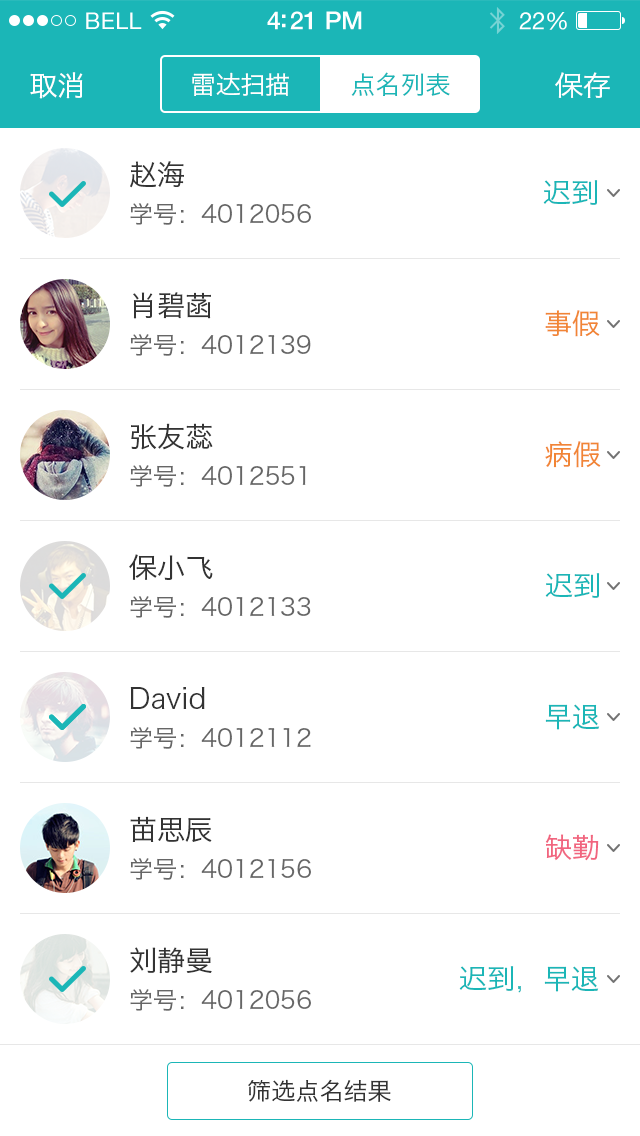 BELL 4:21 PM 22%
取消 雷达扫描 点名列表 保存
赵海
学号：4012056
迟到
肖碧菡
学号：4012139
事假
张友蕊
学号：4012551
病假
保小飞
学号：4012133
迟到
David
学号：4012112
早退
苗思辰
学号：4012156
缺勤
刘静曼
学号：4012056
迟到，早退
筛选点名结果